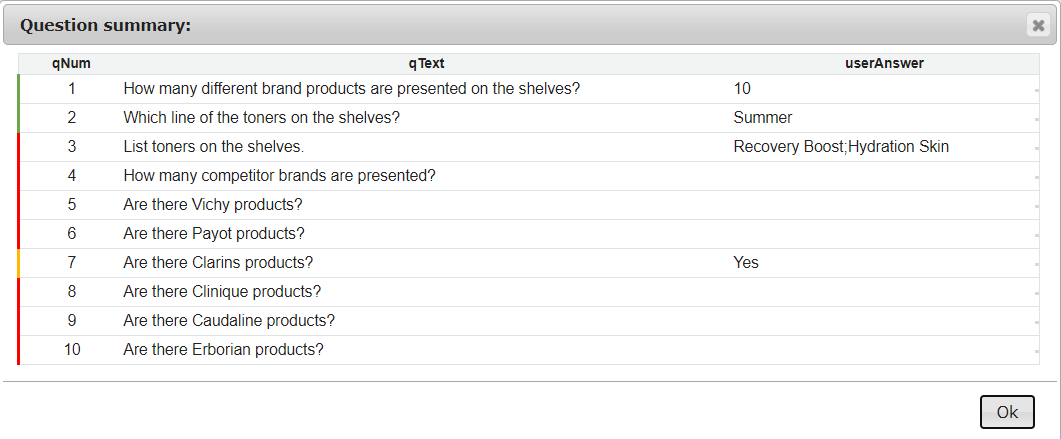 Question summary:
qNum qText userAnswer
1 How many different brand products are presented on the shelves? 10
2 Which line of the toners on the shelves? Summer
3 List toners on the shelves. Recovery Boost;Hydration Skin
4 How many competitor brands are presented?
5 Are there Vichy products?
6 Are there Payot products?
7 Are there Clarins products? Yes
8 Are there Clinique products?
9 Are there Caudaline products?
10 Are there Erborian products?
Ok